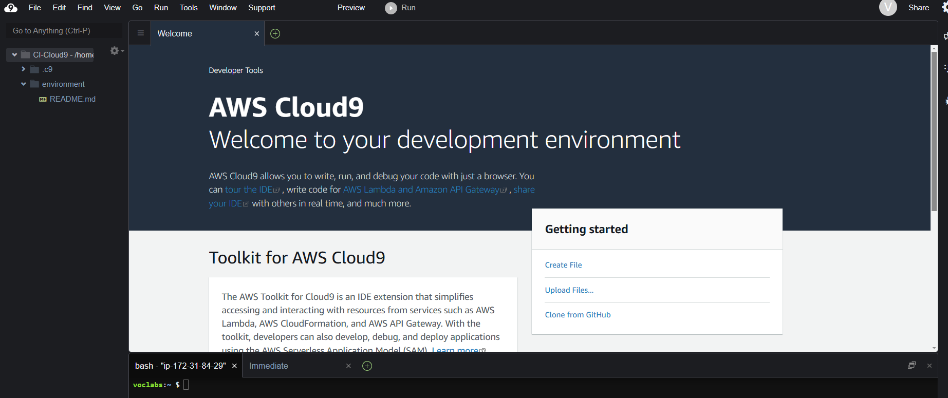 File Edit Find View Go Run Tools Window Support Preview Run V Share
Go to Anything (Ctrl-P)
Welcome
CI-Cloud9 - /home
.c9
environment
README.md
Developer Tools
AWS Cloud9
Welcome to your development environment
AWS Cloud9 allows you to write, run, and debug your code with just a browser. You
can tour the IDE, write code for AWS Lambda and Amazon API Gateway, share
your IDE with others in real time, and much more.
Getting started
Create File
Upload Files...
Clone from GitHub
Toolkit for AWS Cloud9
The AWS Toolkit for Cloud9 is an IDE extension that simplifies
accessing and interacting with resources from services such as AWS
Lambda, AWS CloudFormation, and AWS API Gateway. With the
toolkit, developers can also develop, debug, and deploy applications
using the AWS Serverless Application Model (SAM). Learn more
bash - "ip-172-31-84-29" Immediate
voclabs:~ $